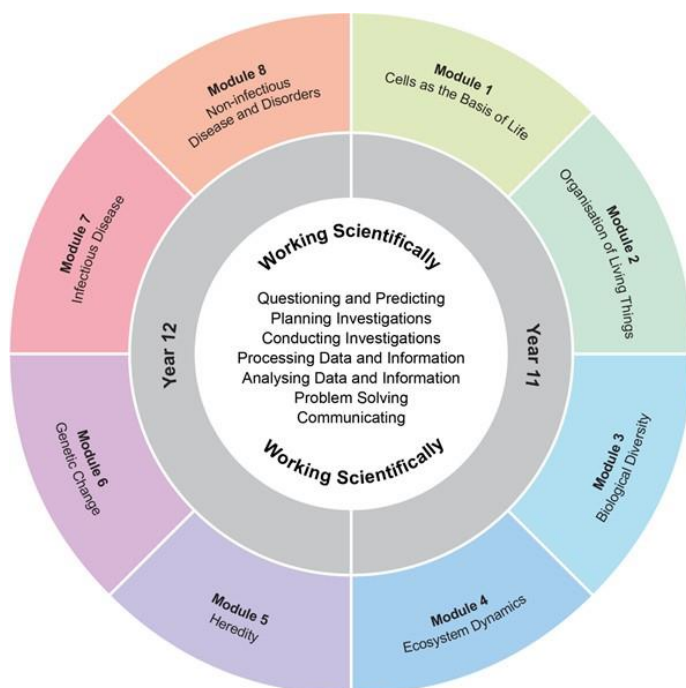 Module 1
Cells as the Basis of Life
Module 2
Organisation of Living Things
Module 3
Biological Diversity
Module 4
Ecosystem Dynamics
Module 5
Heredity
Module 6
Genetic Change
Module 7
Infectious Disease
Module 8
Non-infectious
Disease and Disorders
Year 11
Year 12
Working Scientifically
Questioning and Predicting
Planning Investigations
Conducting Investigations
Processing Data and Information
Analysing Data and Information
Problem Solving
Communicating
Working Scientifically